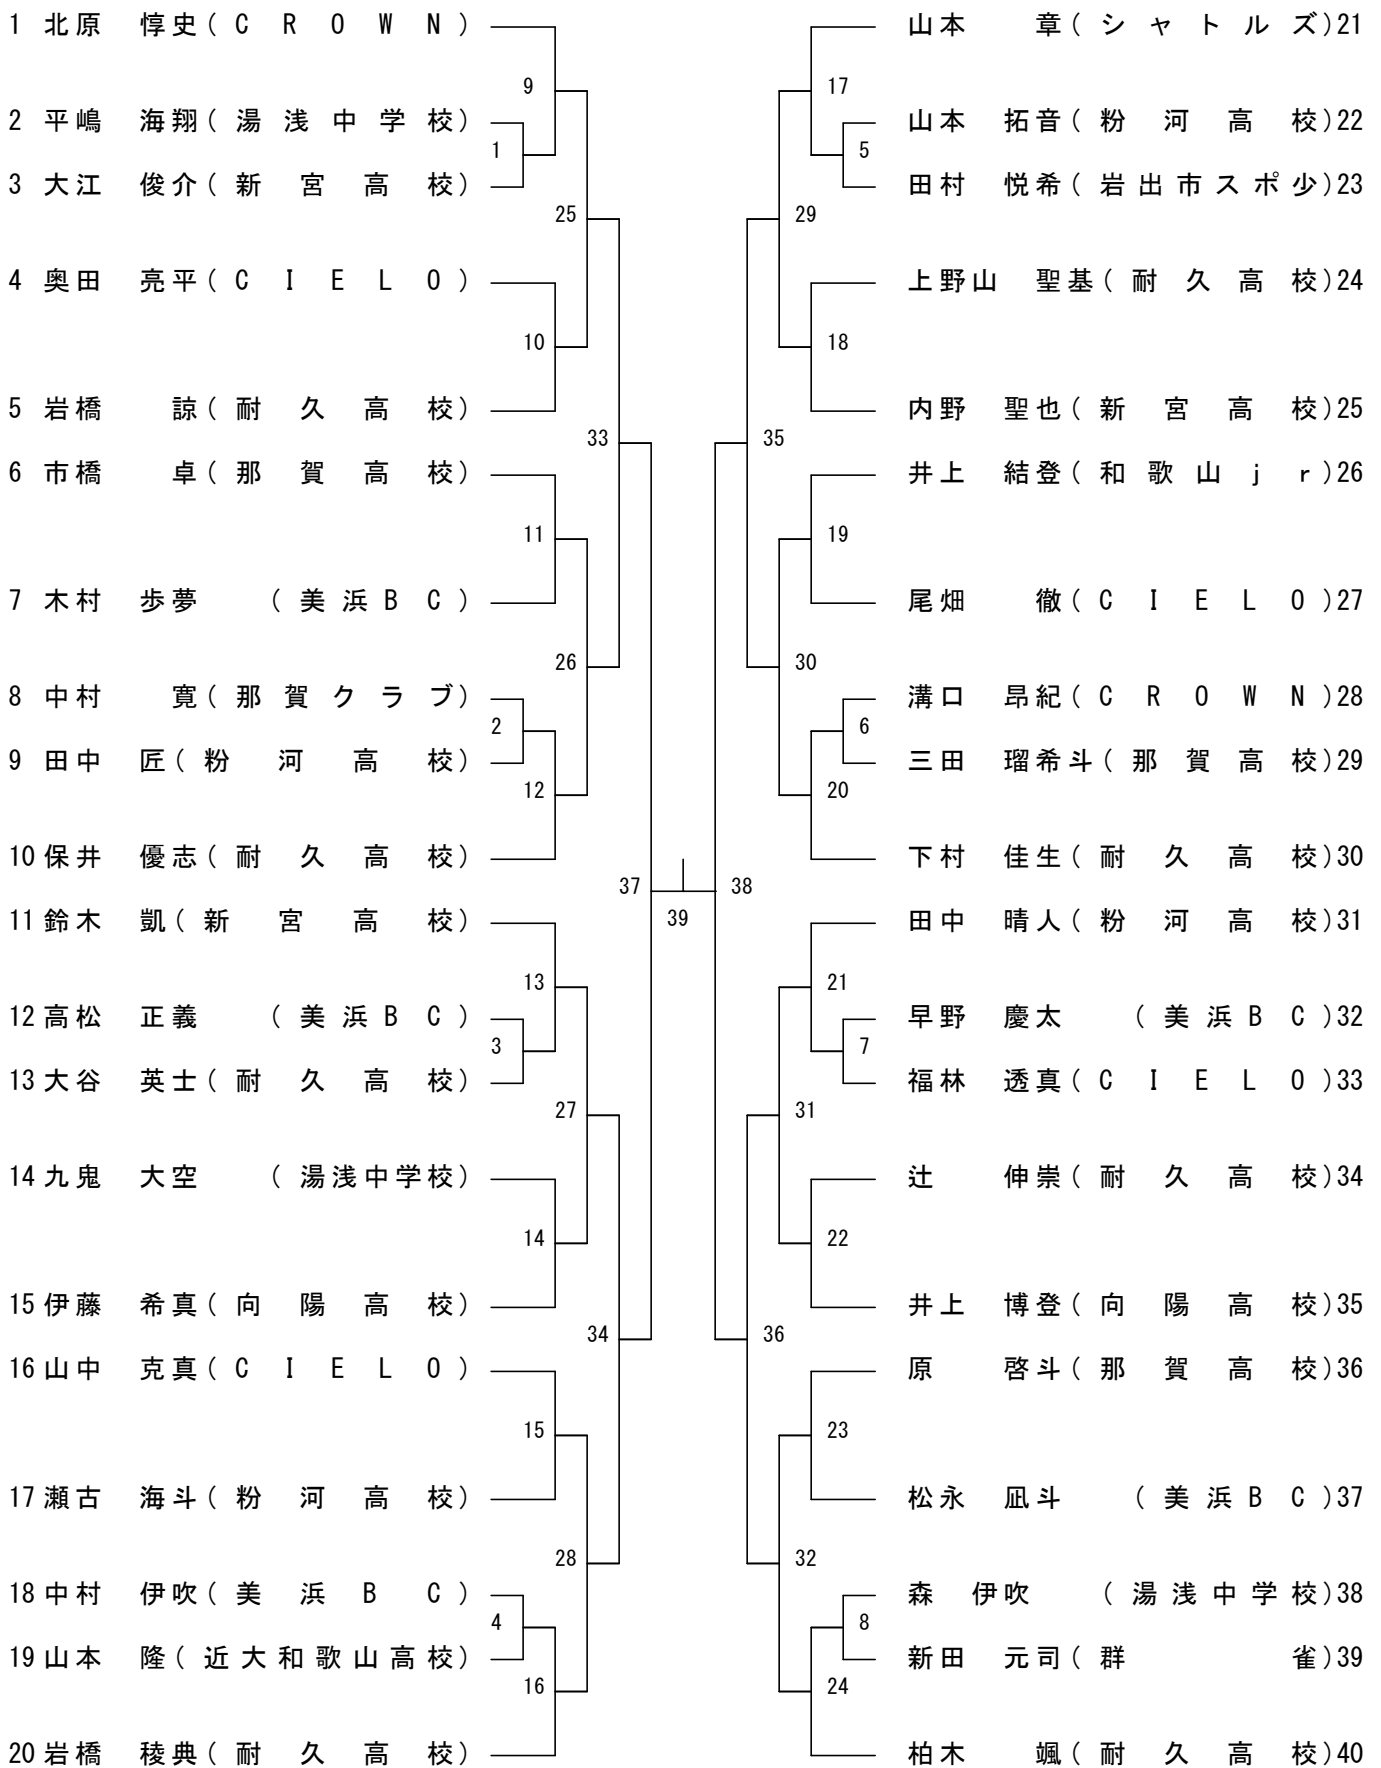 1 北原 惇史(CROWN)
9
2 平嶋 海翔(湯浅中学校)
1
3 大江 俊介(新宮高校)
25
4 奥田 亮平(CIELO)
10
5 岩橋 諒(耐久高校)
33
6 市橋 卓(那賀高校)
11
7 木村 歩夢(美浜BC)
26
8 中村 寛(那賀クラブ)
2
9 田中 匠(粉河高校)
12
10 保井 優志(耐久高校)
37
11 鈴木 凱(新宮高校)
13
12 高松 正義(美浜BC)
3
13 大谷 英士(耐久高校)
27
14 九鬼 大空(湯浅中学校)
14
15 伊藤 希真(向陽高校)
34
16 山中 克真(CIELO)
15
17 瀬古 海斗(粉河高校)
28
18 中村 伊吹(美浜BC)
4
19 山本 隆(近大和歌山高校)
16
20 岩橋 稜典(耐久高校)
39
山本 章(シャトルズ)21
17
山本 拓音(粉河高校)22
5
田村 悦希(岩出市スポ少)23
29
上野山 聖基(耐久高校)24
18
内野 聖也(新宮高校)25
35
井上 結登(和歌山jr)26
19
尾畑 徹(CIELO)27
30
溝口 昂紀(CROWN)28
6
三田 瑠希斗(那賀高校)29
20
下村 佳生(耐久高校)30
38
田中 晴人(粉河高校)31
21
早野 慶太(美浜BC)32
7
福林 透真(CIELO)33
31
辻 伸崇(耐久高校)34
22
井上 博登(向陽高校)35
36
原 啓斗(那賀高校)36
23
松永 凪斗(美浜BC)37
32
森 伊吹(湯浅中学校)38
8
新田 元司(群雀)39
24
柏木 颯(耐久高校)40